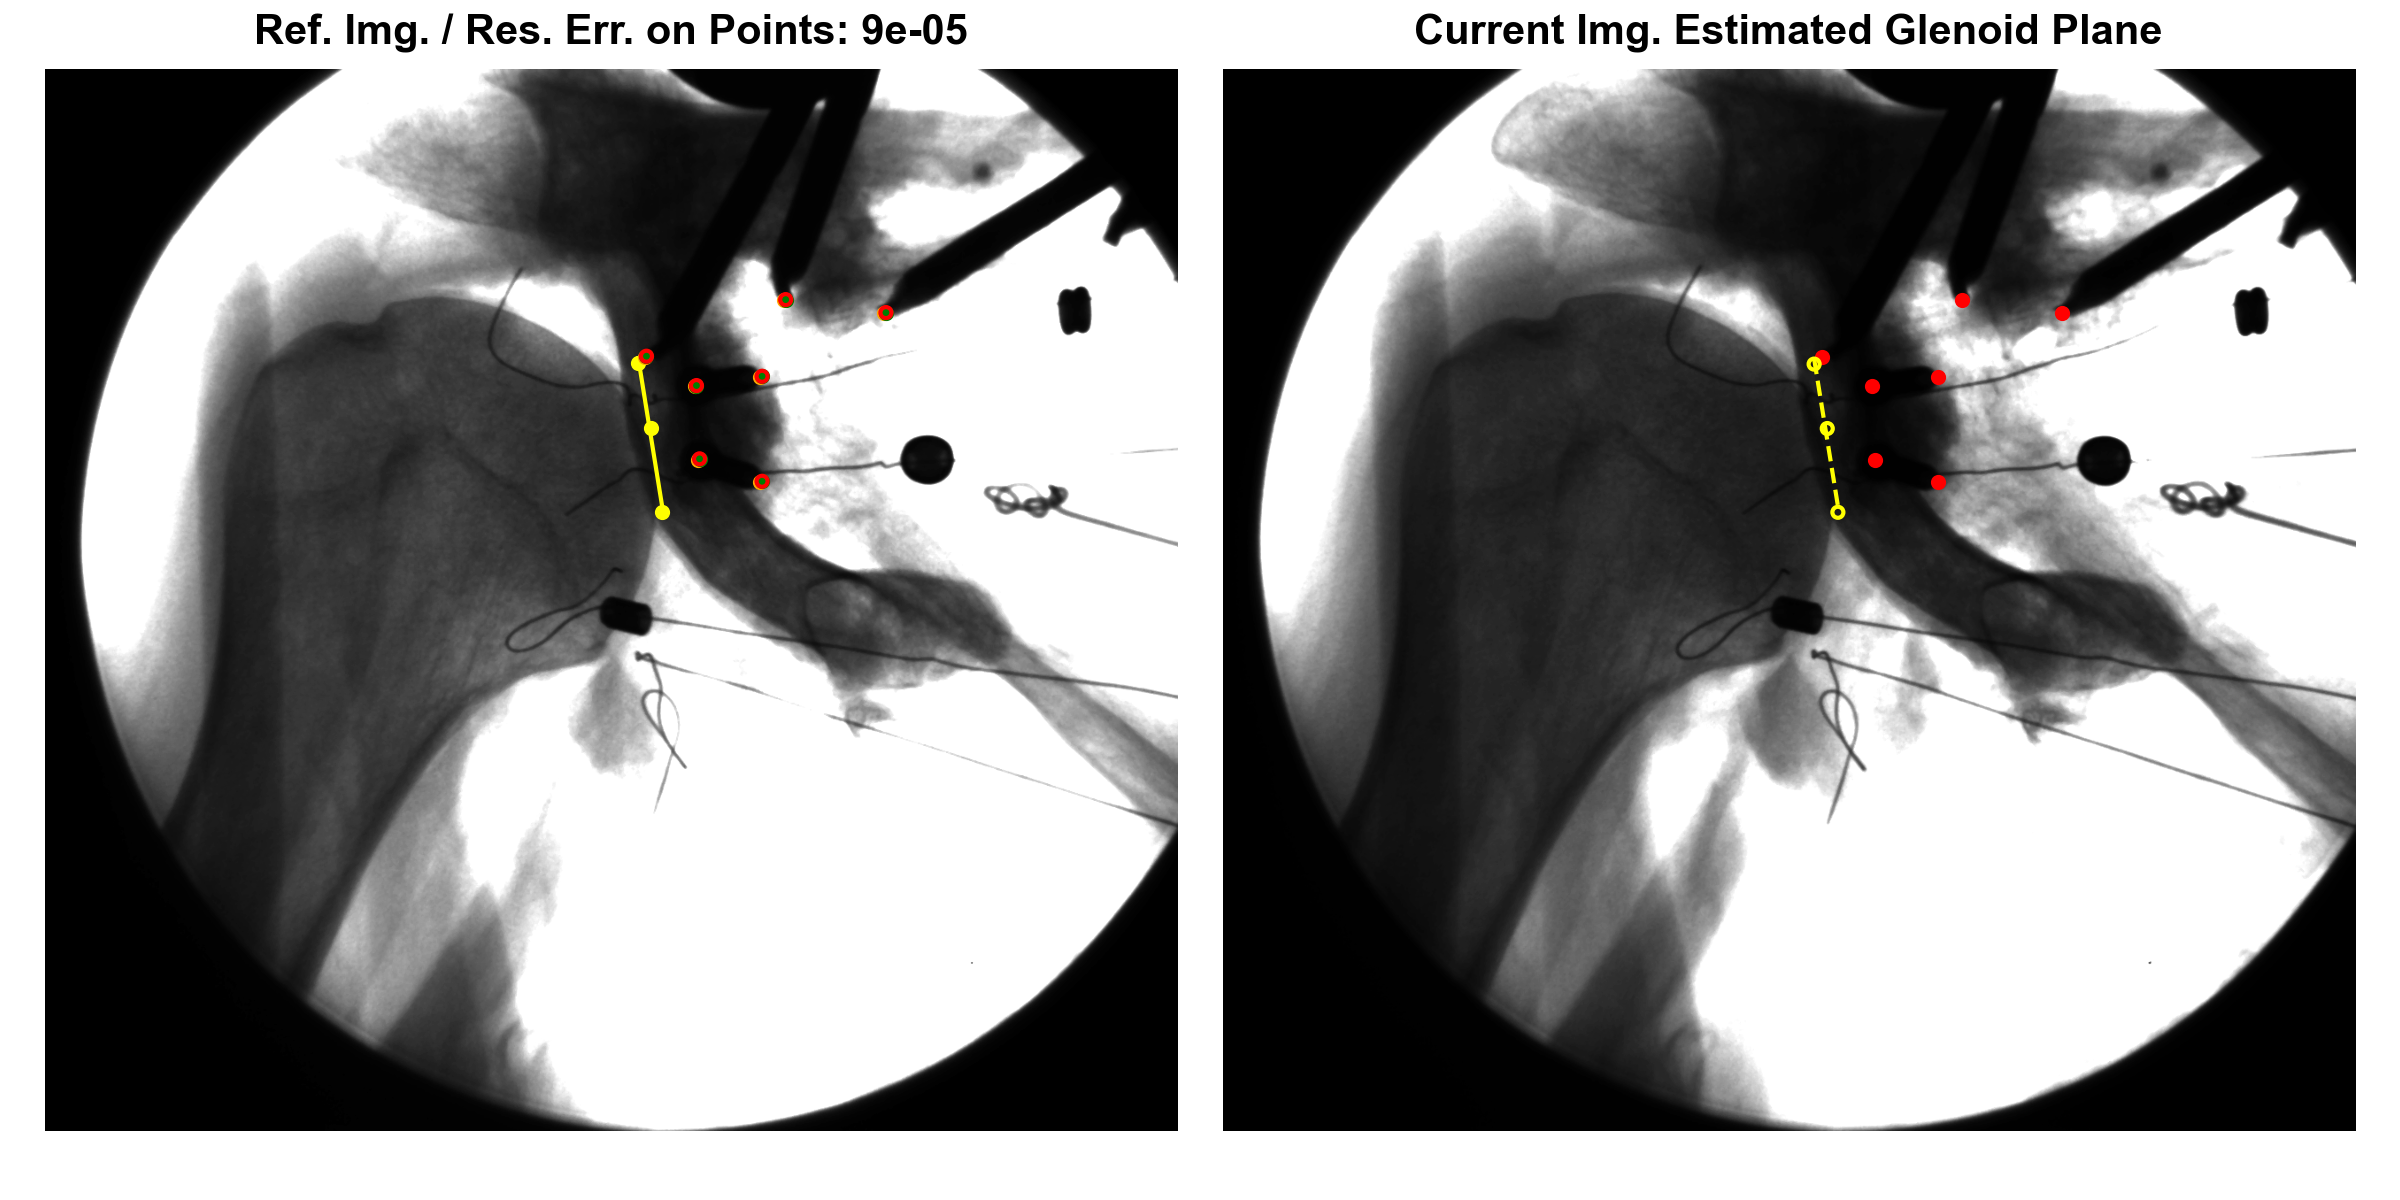 Ref. Img. / Res. Err. on Points: 9e-05
Current Img. Estimated Glenoid Plane